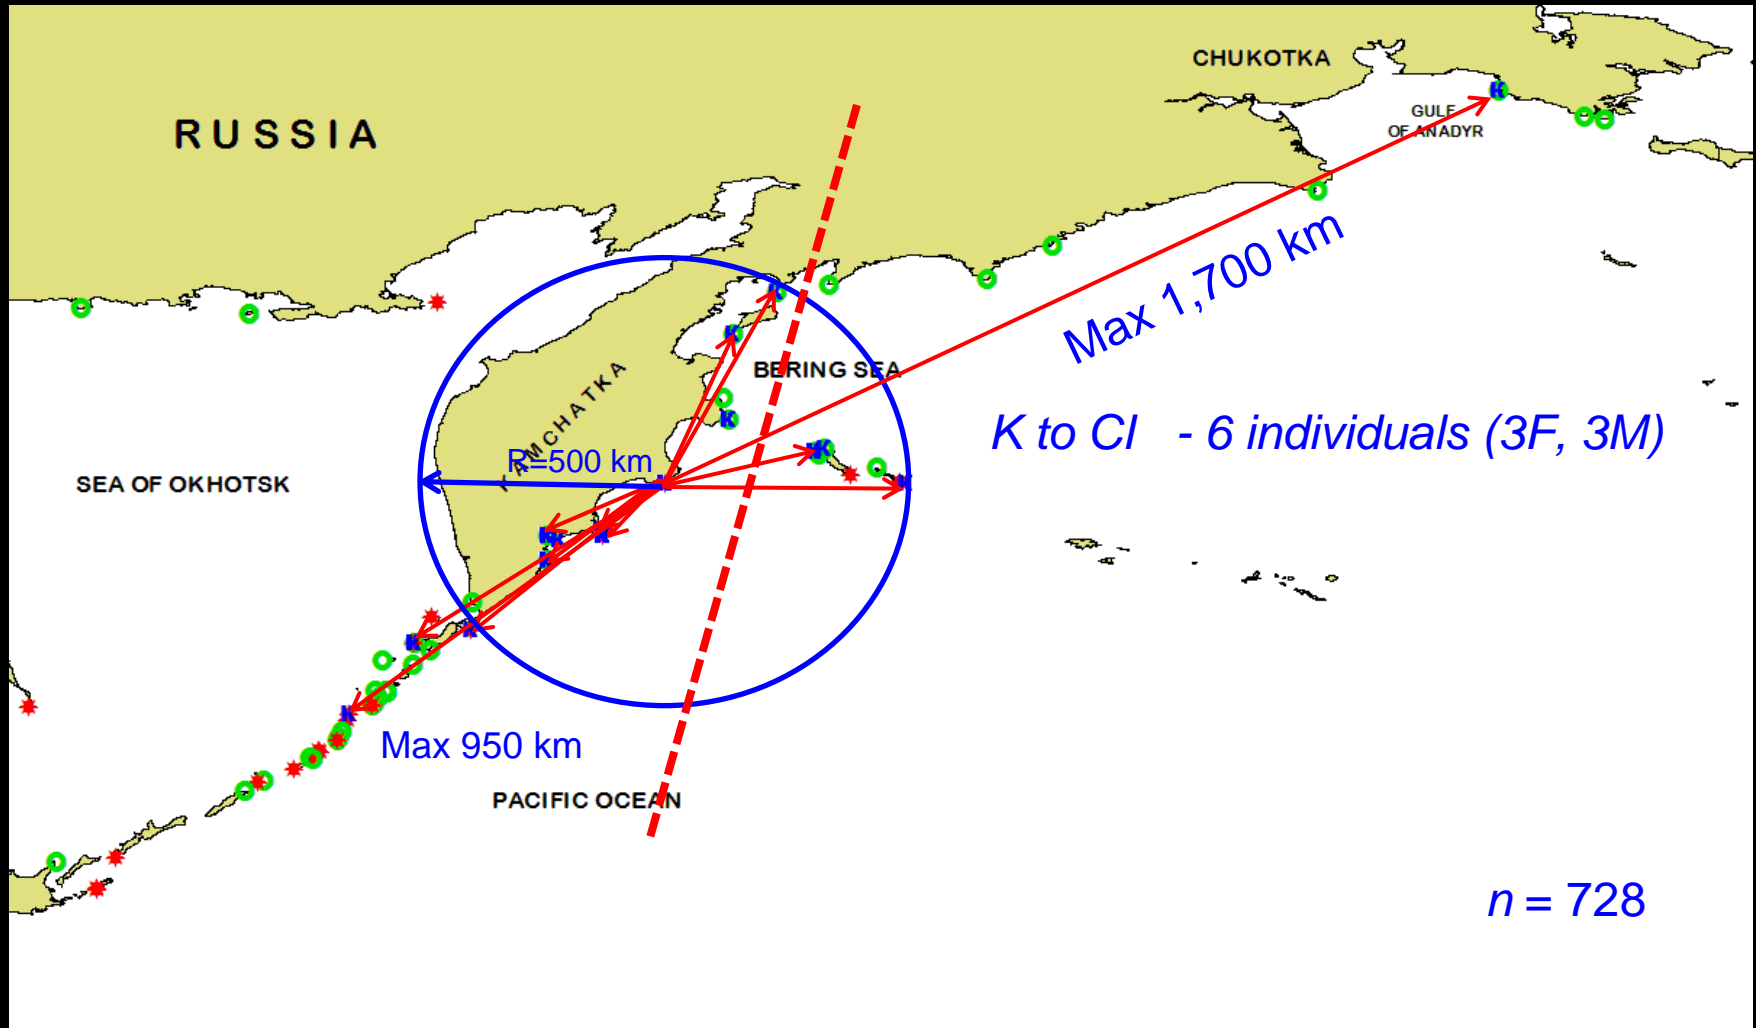 CHUKOTKA
GULF
OF ANADYR
RUSSIA
Max 1,700 km
BERING SEA
KAMCHATKA
K to CI - 6 individuals (3F, 3M)
R=500 km
SEA OF OKHOTSK
K
K
K
K
K
K
K
K
K
K
K
K
Max 950 km
PACIFIC OCEAN
n = 728